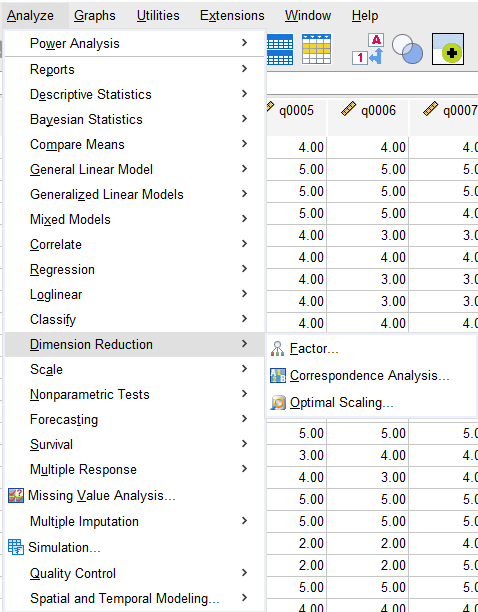 Analyze Graphs Utilities Extensions Window Help
Power Analysis
A
1
Reports
Descriptive Statistics
q0005 q0006 q0007
Bayesian Statistics
Compare Means 4.00 4.00 4.0
General Linear Model 5.00 5.00 5.0
Generalized Linear Models 5.00 5.00 5.0
Mixed Models 5.00 5.00 4.0
Correlate 4.00 3.00 3.0
4.00 4.00 4.0
Regression 4.00 3.00 3.0
Loglinear 4.00 3.00 3.0
Classify 4.00 4.00 4.0
Dimension Reduction Factor...
Scale Correspondence Analysis...
Nonparametric Tests Optimal Scaling...
Forecasting
5.00 5.00 5.0
Survival 3.00 4.00 4.0
Multiple Response 4.00 3.00 4.0
Missing Value Analysis... 5.00 5.00 5.0
Multiple Imputation 5.00 5.00 5.0
Simulation... 2.00 2.00 4.0
2.00 2.00 4.0
Quality Control 5.00 5.00 5.0
Spatial and Temporal Modeling... 4.00 4.00 4.0